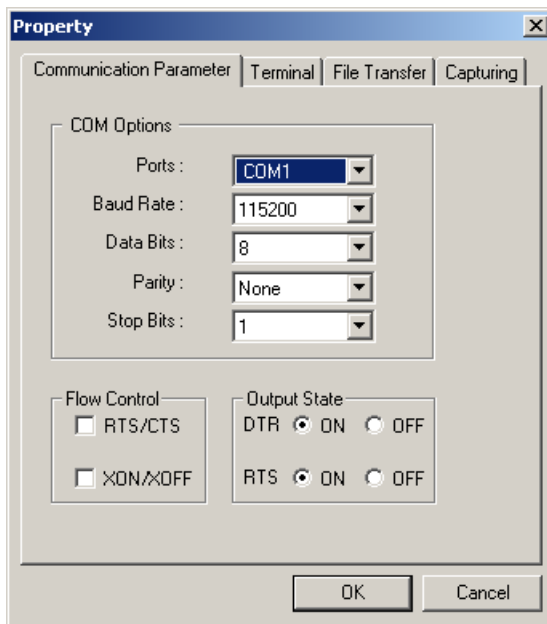 Property
Communication Parameter Terminal File Transfer Capturing
COM Options
Ports : COM1
Baud Rate : 115200
Data Bits : 8
Parity : None
Stop Bits : 1
Flow Control Output State
RTS/CTS DTR ON OFF
XON/XOFF RTS ON OFF
OK Cancel